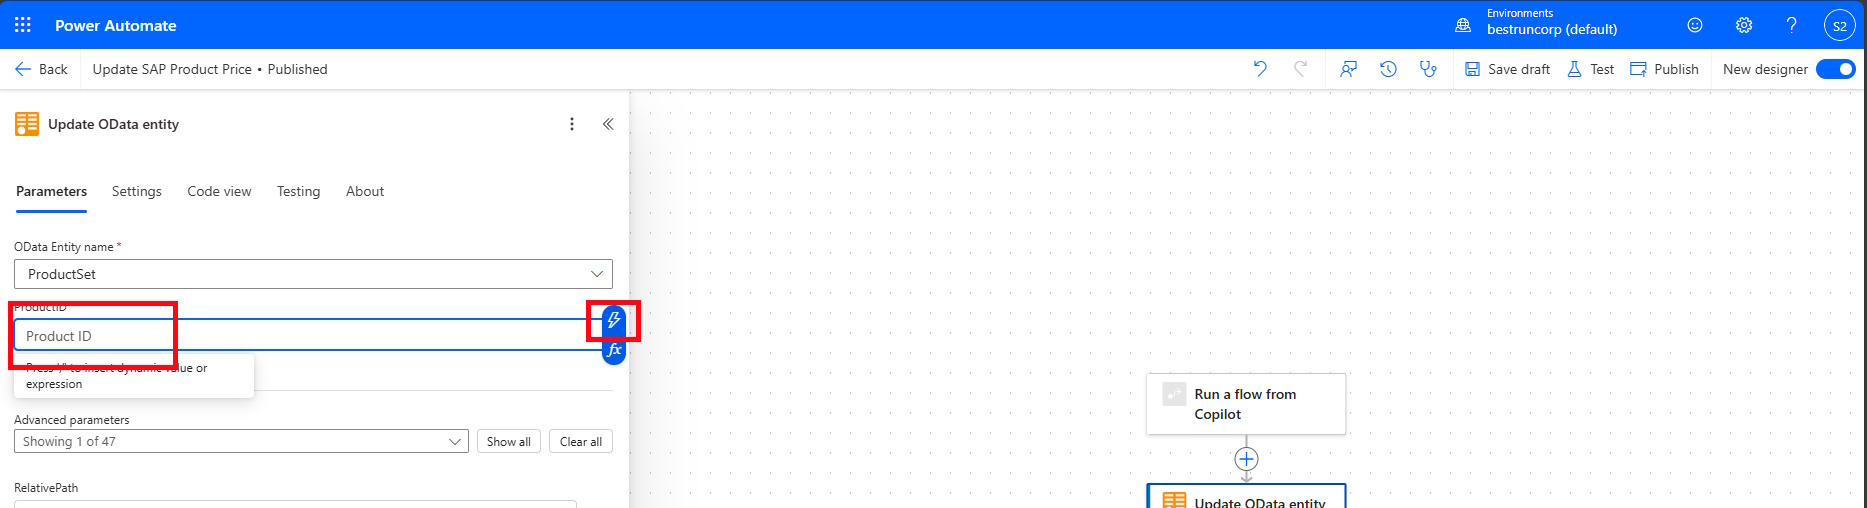 Power Automate
Environments
bestruncorp (default)
?
S2
Back
Update SAP Product Price • Published
Save draft
Test
Publish
New designer
Update OData entity
Parameters
Settings
Code view
Testing
About
OData Entity name *
ProductSet
ProductID
Product ID
fx
Press '/' to insert dynamic value or
expression
Advanced parameters
Showing 1 of 47
Show all
Clear all
RelativePath
Run a flow from
Copilot
Update OData entity